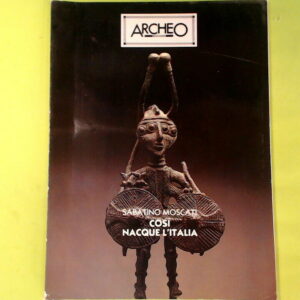 ARCHEO
SABATINO MOSCATI
COSÌ
NACQUE L'ITALIA